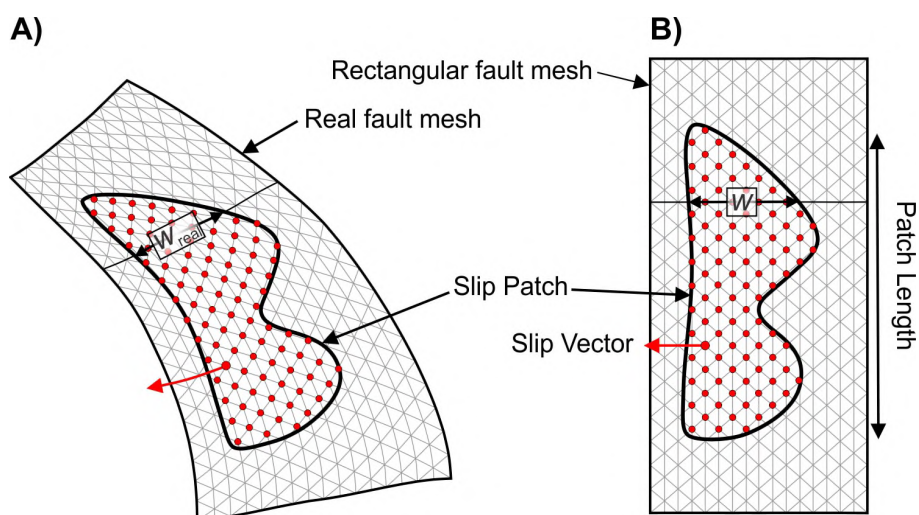 A)
B)
Rectangular fault mesh
Real fault mesh
W real
W
Slip Patch
Slip Vector
Patch Length